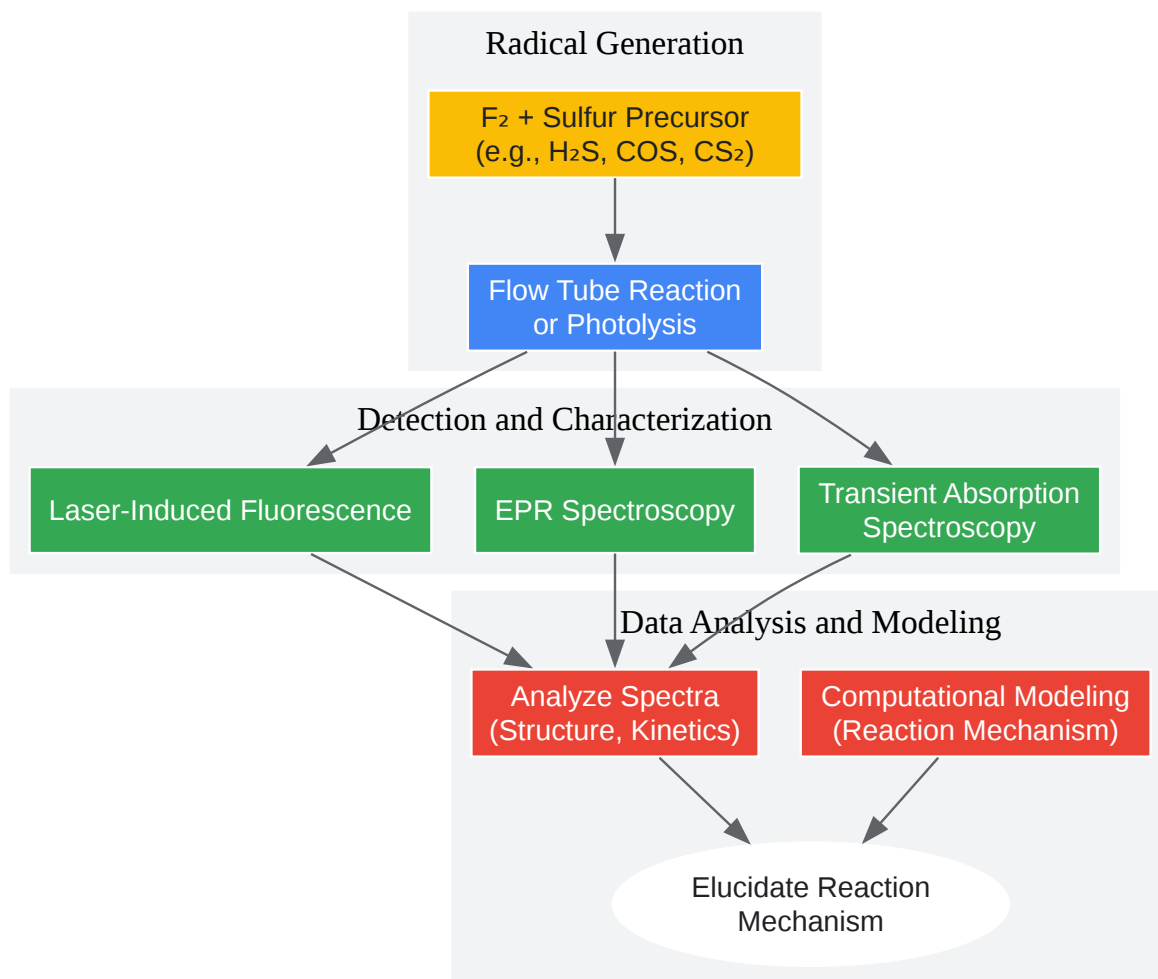 Radical Generation
F₂ + Sulfur Precursor
(e.g., H₂S, COS, CS₂)
Flow Tube Reaction
or Photolysis
Detection and Characterization
Laser-Induced Fluorescence
EPR Spectroscopy
Transient Absorption
Spectroscopy
Data Analysis and Modeling
Analyze Spectra
(Structure, Kinetics)
Computational Modeling
(Reaction Mechanism)
Elucidate Reaction
Mechanism